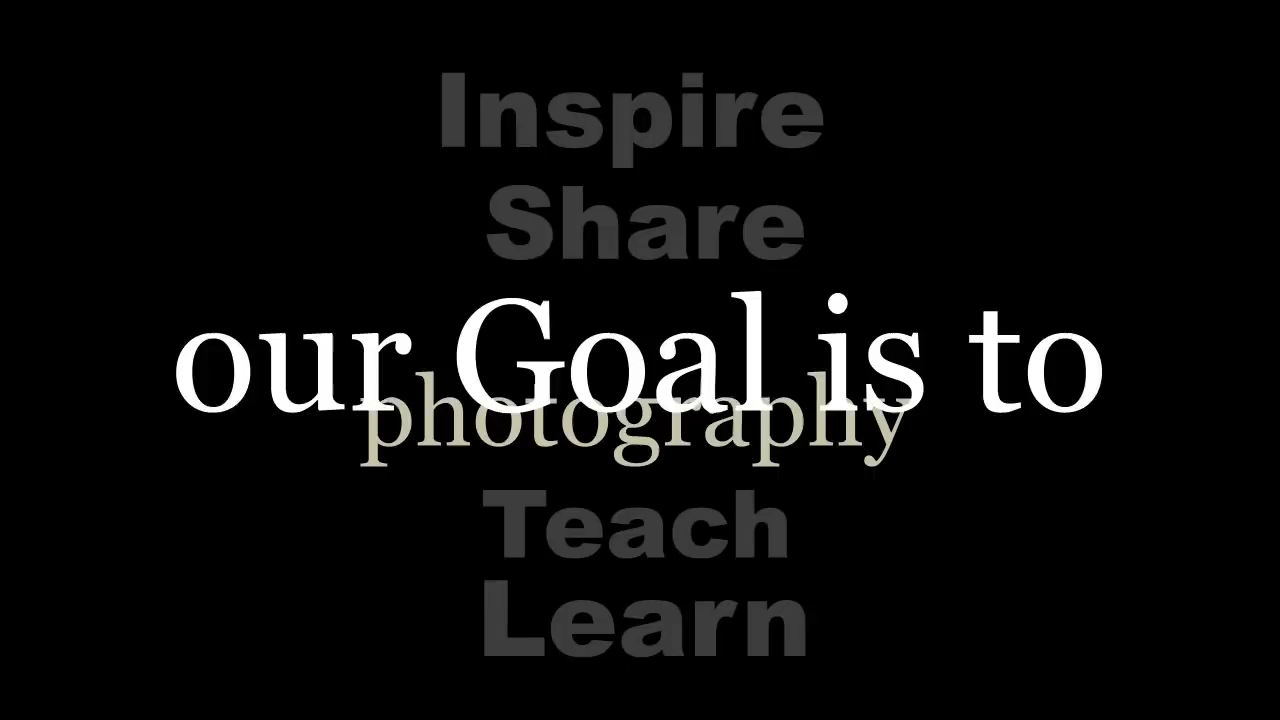 Inspire
Share
our Goal is to
photography
Teach
Learn